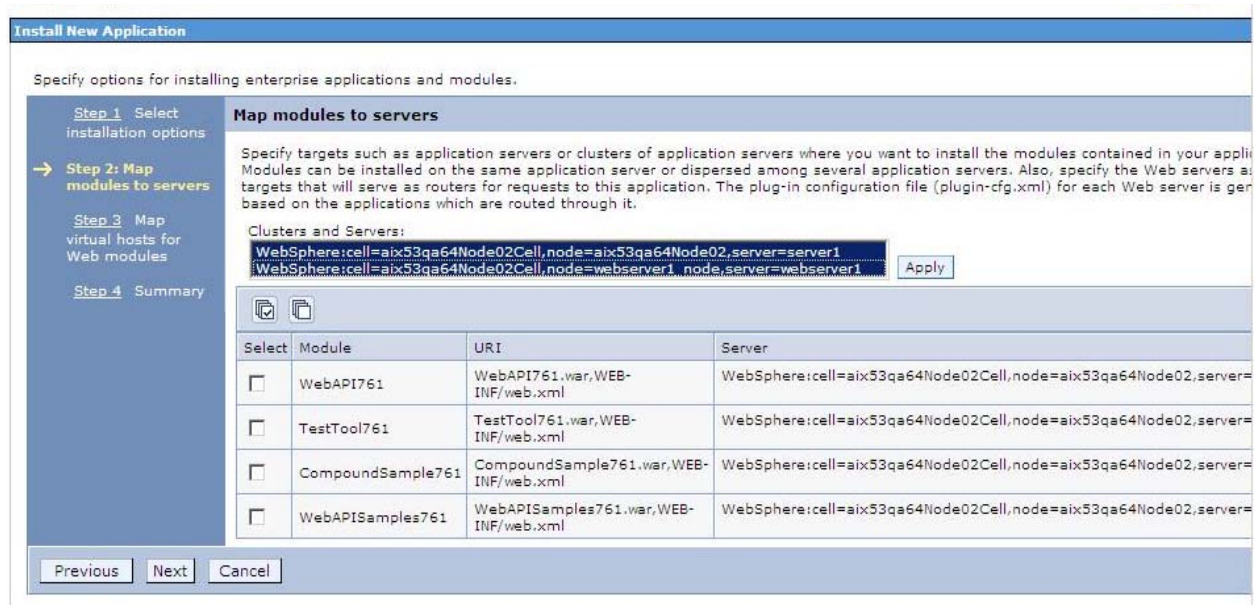 Install New Application
Specify options for installing enterprise applications and modules.
Step 1 Select
installation options
Step 2: Map
modules to servers
Step 3 Map
virtual hosts for
Web modules
Step 4 Summary
Map modules to servers
Specify targets such as application servers or clusters of application servers where you want to install the modules contained in your
Modules can be installed on the same application server or dispersed among several application servers. Also, specify the Web servers
targets that will serve as routers for requests to this application. The plug-in configuration file (plugin-cfg.xml) for each Web server is
based on the applications which are routed through it.
Clusters and Servers:
WebSphere:cell=aix53qa64Node02Cell,node=aix53qa64Node02,server=server1
WebSphere:cell=aix53qa64Node02Cell,node=webserver1_node,server=webserver1
Apply
Select Module URI Server
WebAPI761 WebAPI761.war,WEB-
INF/web.xml WebSphere:cell=aix53qa64Node02Cell,node=aix53qa64Node02,server=
TestTool761 TestTool761.war,WEB-
INF/web.xml WebSphere:cell=aix53qa64Node02Cell,node=aix53qa64Node02,server=
CompoundSample761 CompoundSample761.war,WEB-
INF/web.xml WebSphere:cell=aix53qa64Node02Cell,node=aix53qa64Node02,server=
WebAPISamples761 WebAPISamples761.war,WEB-
INF/web.xml WebSphere:cell=aix53qa64Node02Cell,node=aix53qa64Node02,server=
Previous Next Cancel